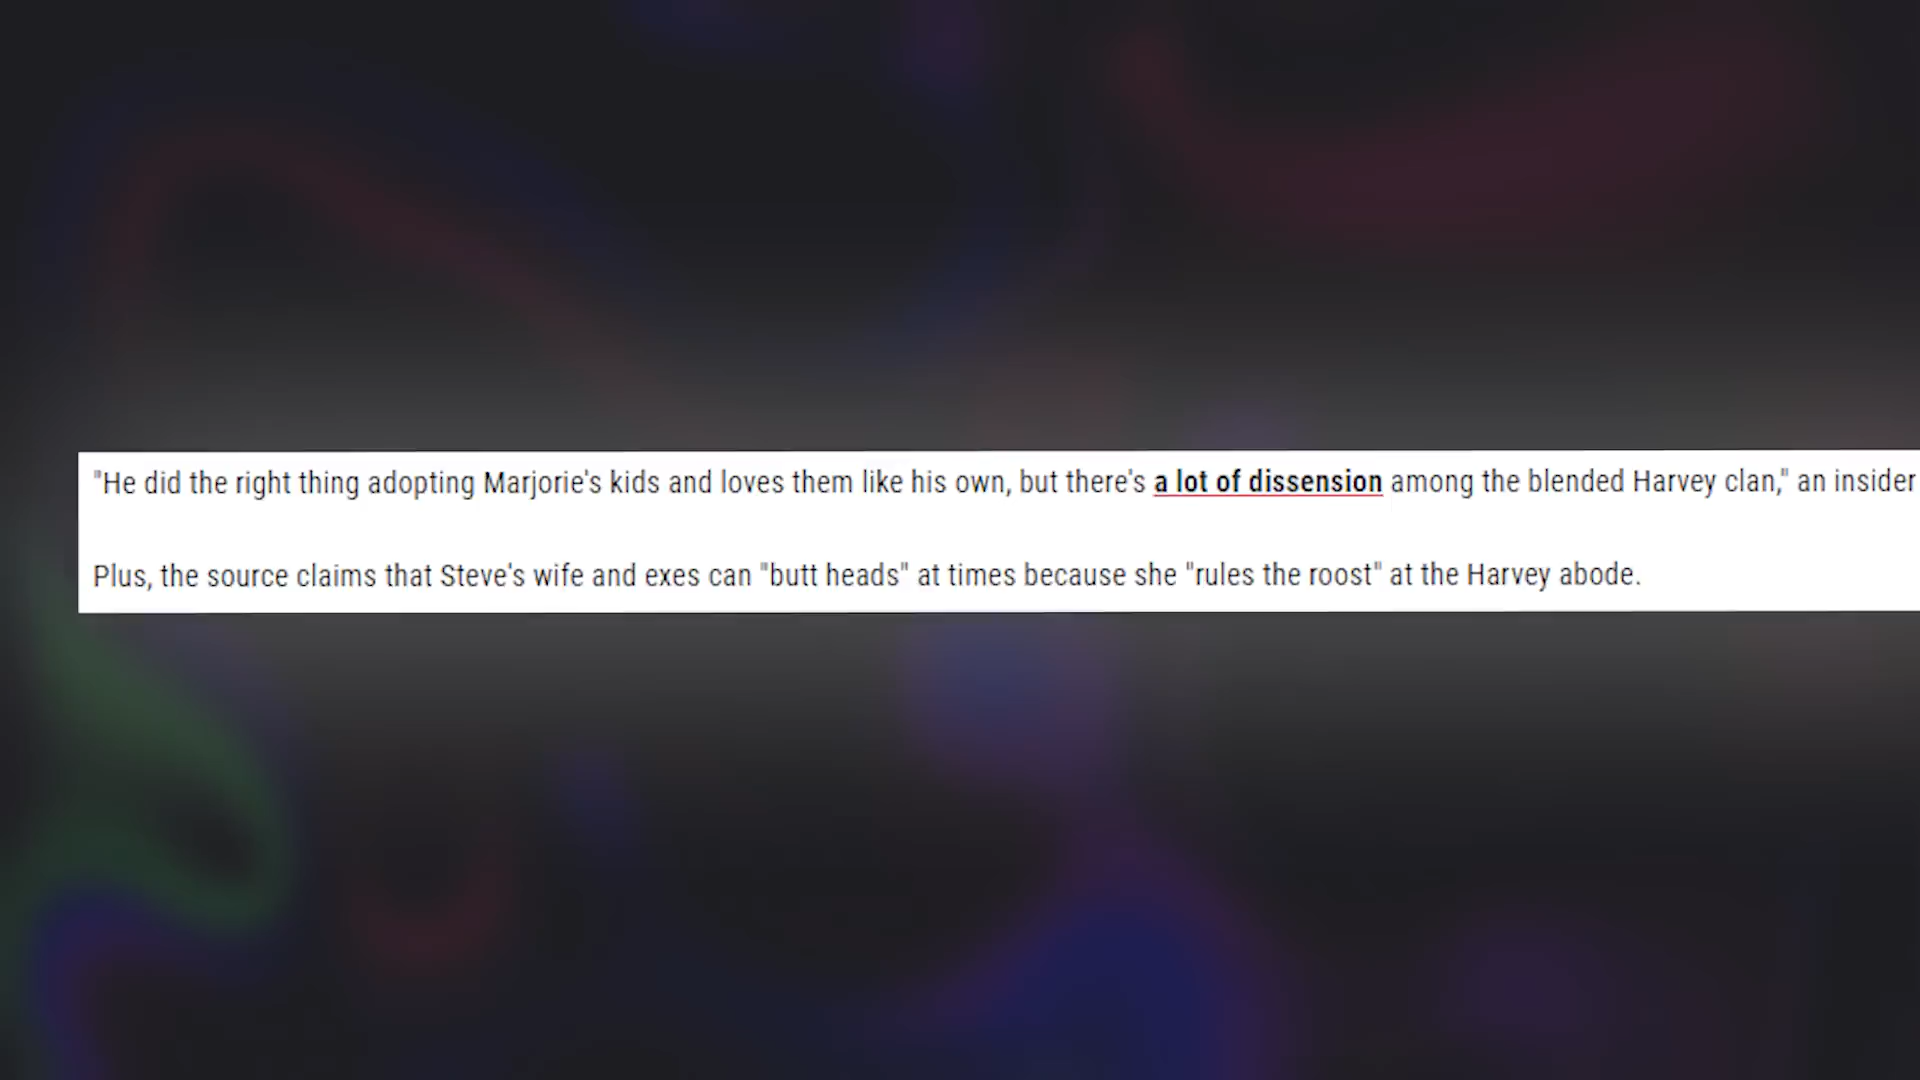 "He did the right thing adopting Marjorie's kids and loves them like his own, but there's a lot of dissension among the blended Harvey clan," an insider
Plus, the source claims that Steve's wife and exes can "butt heads" at times because she "rules the roost" at the Harvey abode.